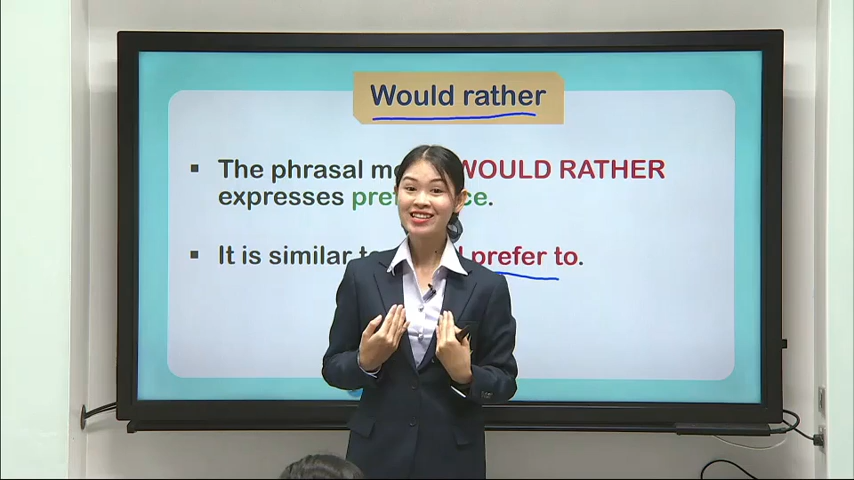 Would rather
▪ The phrasal WOULD RATHER
expresses
▪ It is similar prefer to.